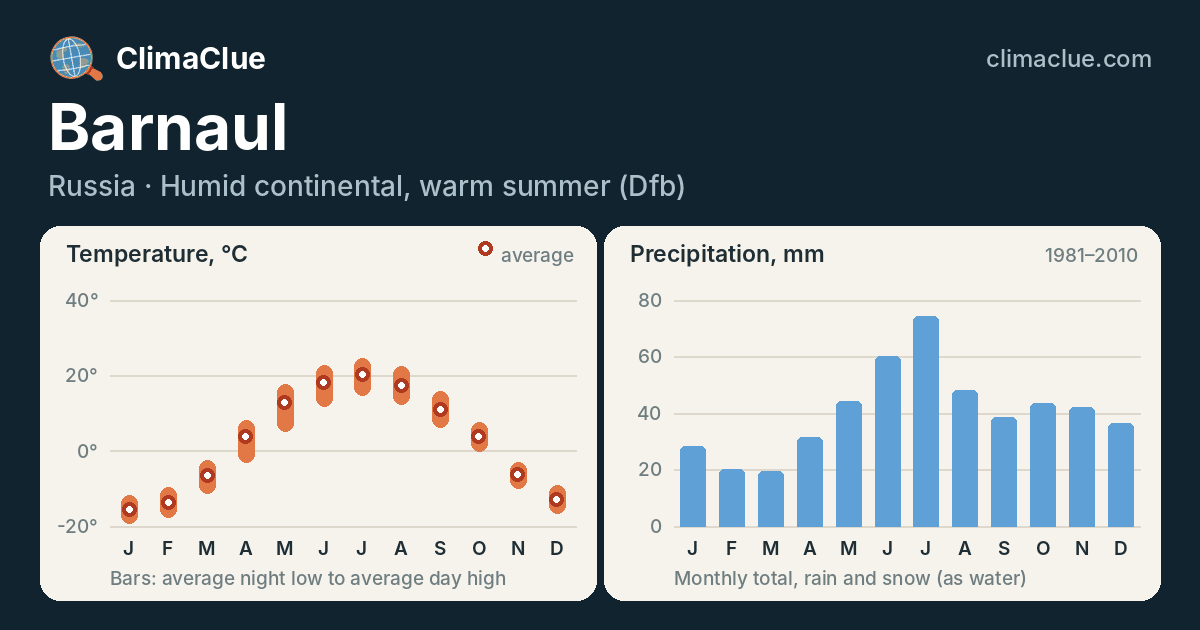 ClimaClue
climaclue.com
Barnaul
Russia · Humid continental, warm summer (Dfb)
Temperature, °C
average
40°
20°
0°
-20°
J F M A M J J A S O N D
Bars: average night low to average day high
Precipitation, mm
1981–2010
80
60
40
20
0
J F M A M J J A S O N D
Monthly total, rain and snow (as water)